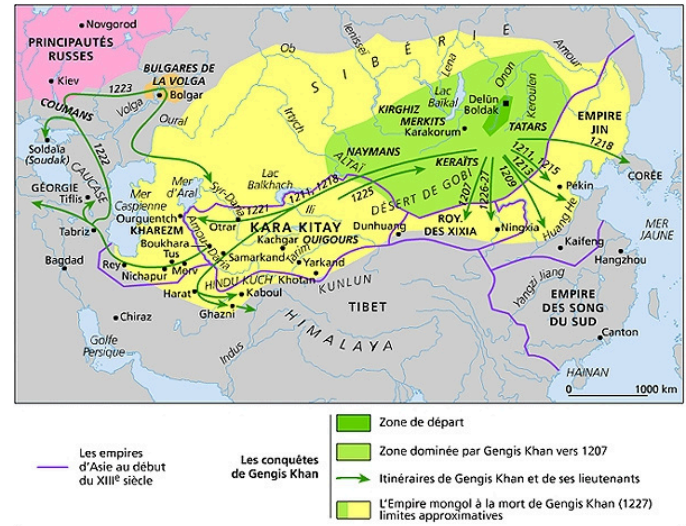 Novgorod
PRINCIPAUTÉS
RUSSES
Kiev
BULGARES DE
LA VOLGA
Bolgar
1223
Volga
COUMANS
Oural
Soldaïa
(Soudak)
1222
CAUCASE
GÉORGIE
Tiflis
Tabriz
Bagdad
Mer
Caspienne
Mer
d'Aral
Ourguentch
KHAREZM
Boukhara
Tus
Rey
Nichapur
Merv
Harat
Chiraz
Golfe
Persique
Ob
Irtych
Ienissei
SIBÉRIE
Lena
Lac
Baïkal
Onon
Keroulen
Amour
Delün
Boldak
KIRGHIZ
MERKITS
Karakorum
TATARS
NAYMANS
ALTAÏ
KERAÏTS
DÉSERT DE GOBI
EMPIRE
JIN
1218
1211-1215
1213
1209
1226-27
1207
CORÉE
Pékin
Huang He
MER
JAUNE
Lac
Balkhach
Syr-Daria
1211, 1218
1221
1225
Ili
Otrar
Amou-Daria
KARA KITAY
Kachgar
OUIGOURS
Samarkand
Tarim
Yarkand
Khotan
Dunhuang
ROY.
DES XIXIA
Ningxia
Kaifeng
Hangzhou
HINDU KUCH
Kaboul
Ghazni
KUNLUN
TIBET
HIMALAYA
Indus
Yangzi Jiang
EMPIRE
DES SONG
DU SUD
Canton
HAINAN
0
1000 km
Les empires
d'Asie au début
du XIIIe siècle
Les conquêtes
de Gengis Khan
Zone de départ
Zone dominée par Gengis Khan vers 1207
Itinéraires de Gengis Khan et de ses lieutenants
L'Empire mongol à la mort de Gengis Khan (1227)
limites approximatives